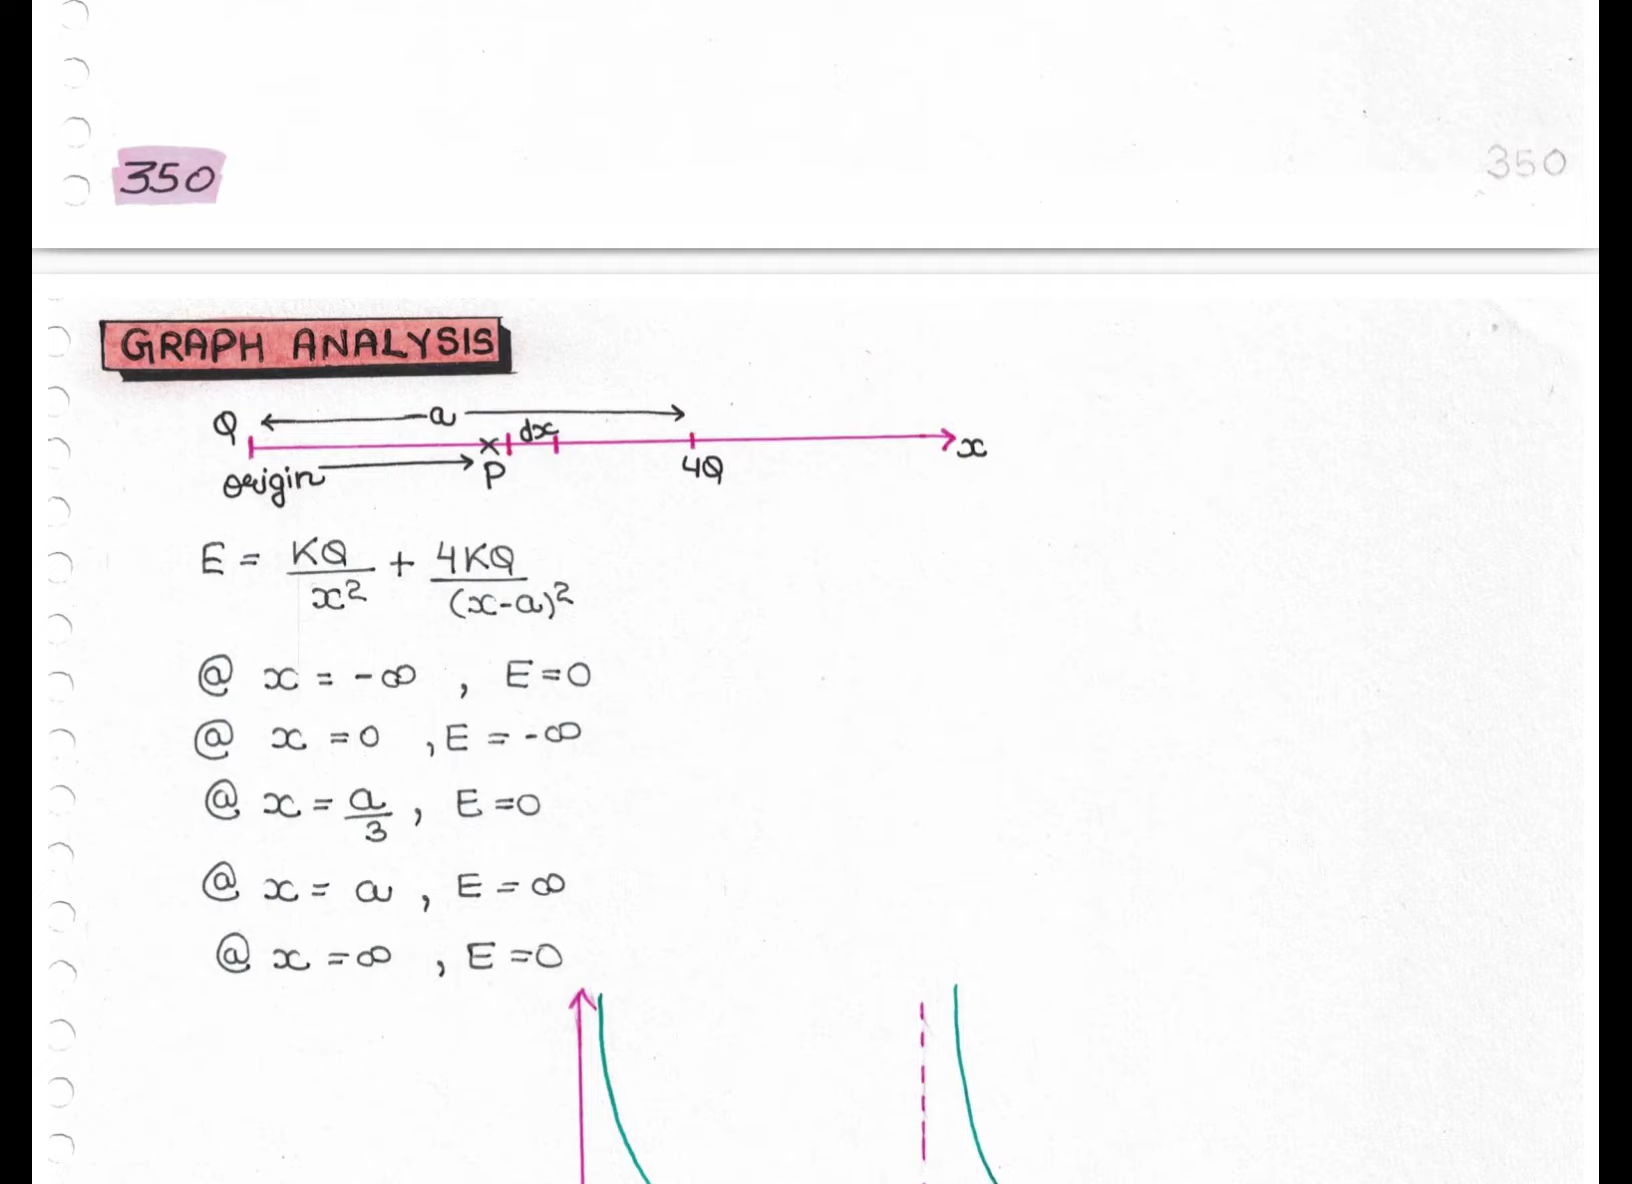 350
350
GRAPH ANALYSIS
Q a
dx
x
origin P 4Q
E = KQ/x² + 4KQ/(x-a)²
@ x = -∞ , E=0
@ x = 0 , E = -∞
@ x = a/3 , E =0
@ x = a , E = ∞
@ x = ∞ , E =0